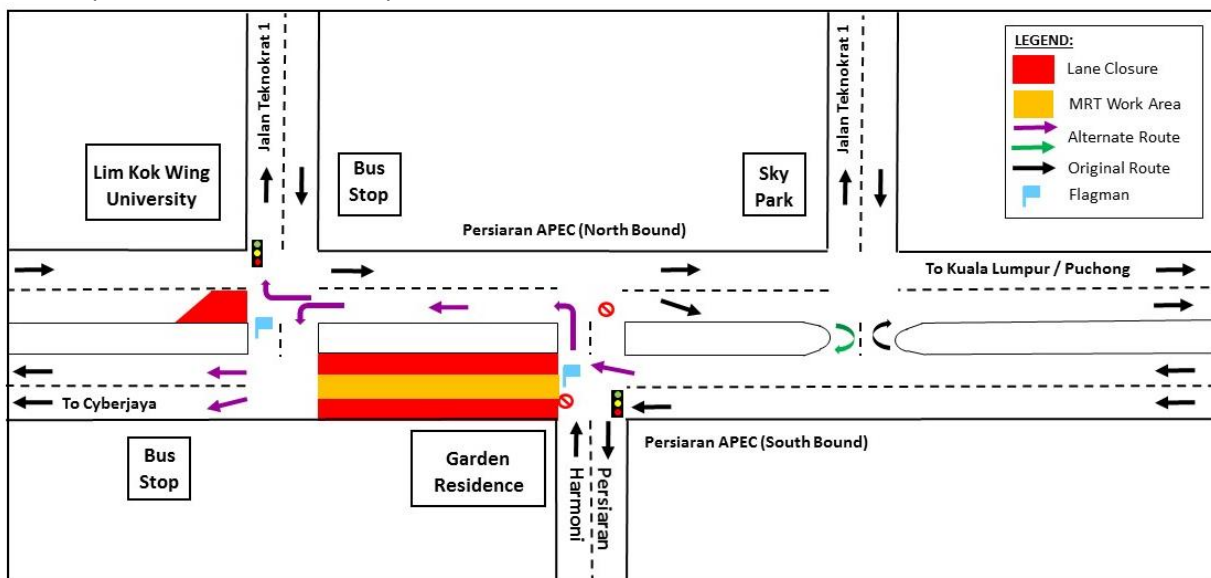 Jalan Teknokrat 1
Lim Kok Wing
University
Bus
Stop
Sky
Park
Jalan Teknokrat 1
LEGEND:
Lane Closure
MRT Work Area
Alternate Route
Original Route
Flagman
Persiaran APEC (North Bound)
To Kuala Lumpur / Puchong
To Cyberjaya
Persiaran APEC (South Bound)
Bus
Stop
Garden
Residence
Harmoni
Persiaran